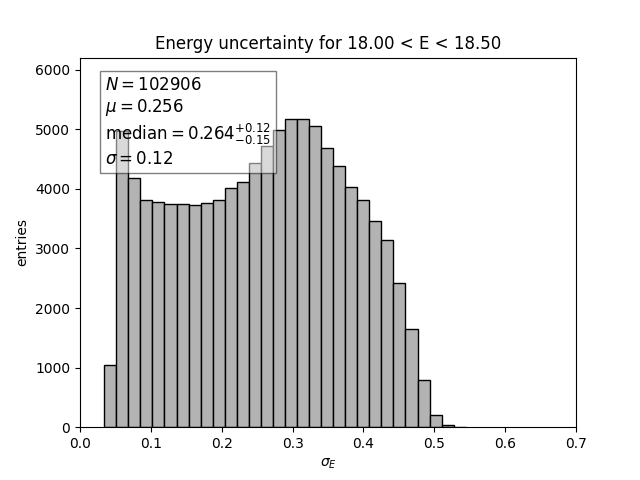 Energy uncertainty for 18.00 < E < 18.50
6000
5000
4000
3000
2000
1000
0
entries
N = 102906
μ = 0.256
median = 0.264^{+0.12}_{-0.15}
σ = 0.12
0.0 0.1 0.2 0.3 0.4 0.5 0.6 0.7
σ_E